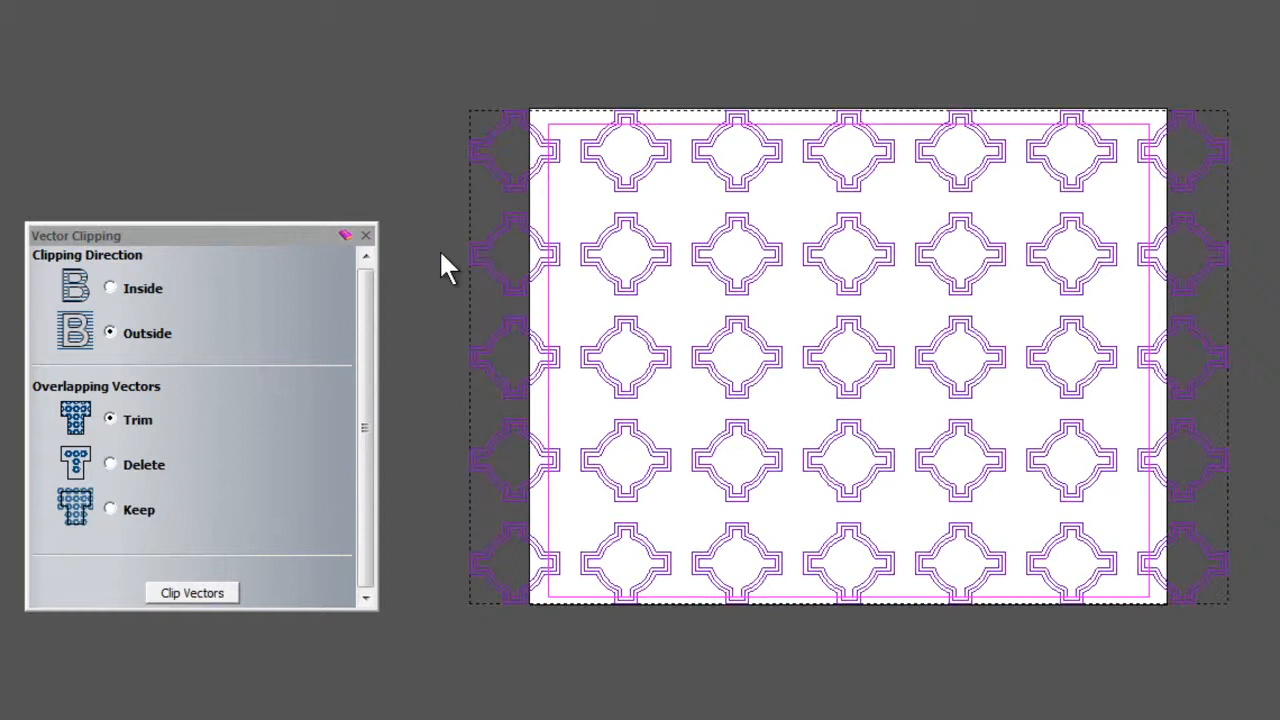 Vector Clipping
Clipping Direction
Inside
Outside
Overlapping Vectors
Trim
Delete
Keep
Clip Vectors